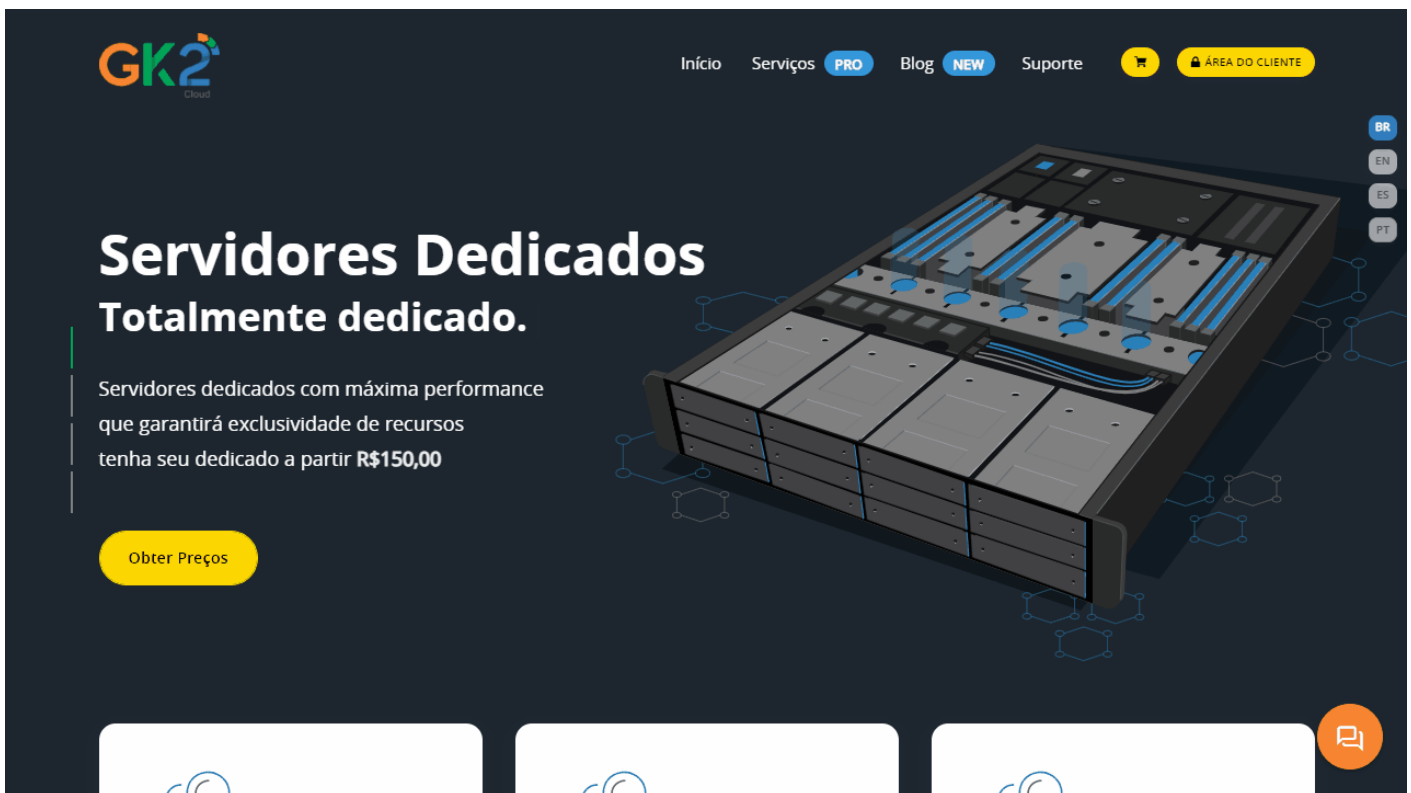 GK2
Cloud
Início Serviços PRO Blog NEW Suporte ÁREA DO CLIENTE
BR
EN
ES
PT
Servidores Dedicados
Totalmente dedicado.
Servidores dedicados com máxima performance
que garantirá exclusividade de recursos
tenha seu dedicado a partir R$150,00
Obter Preços